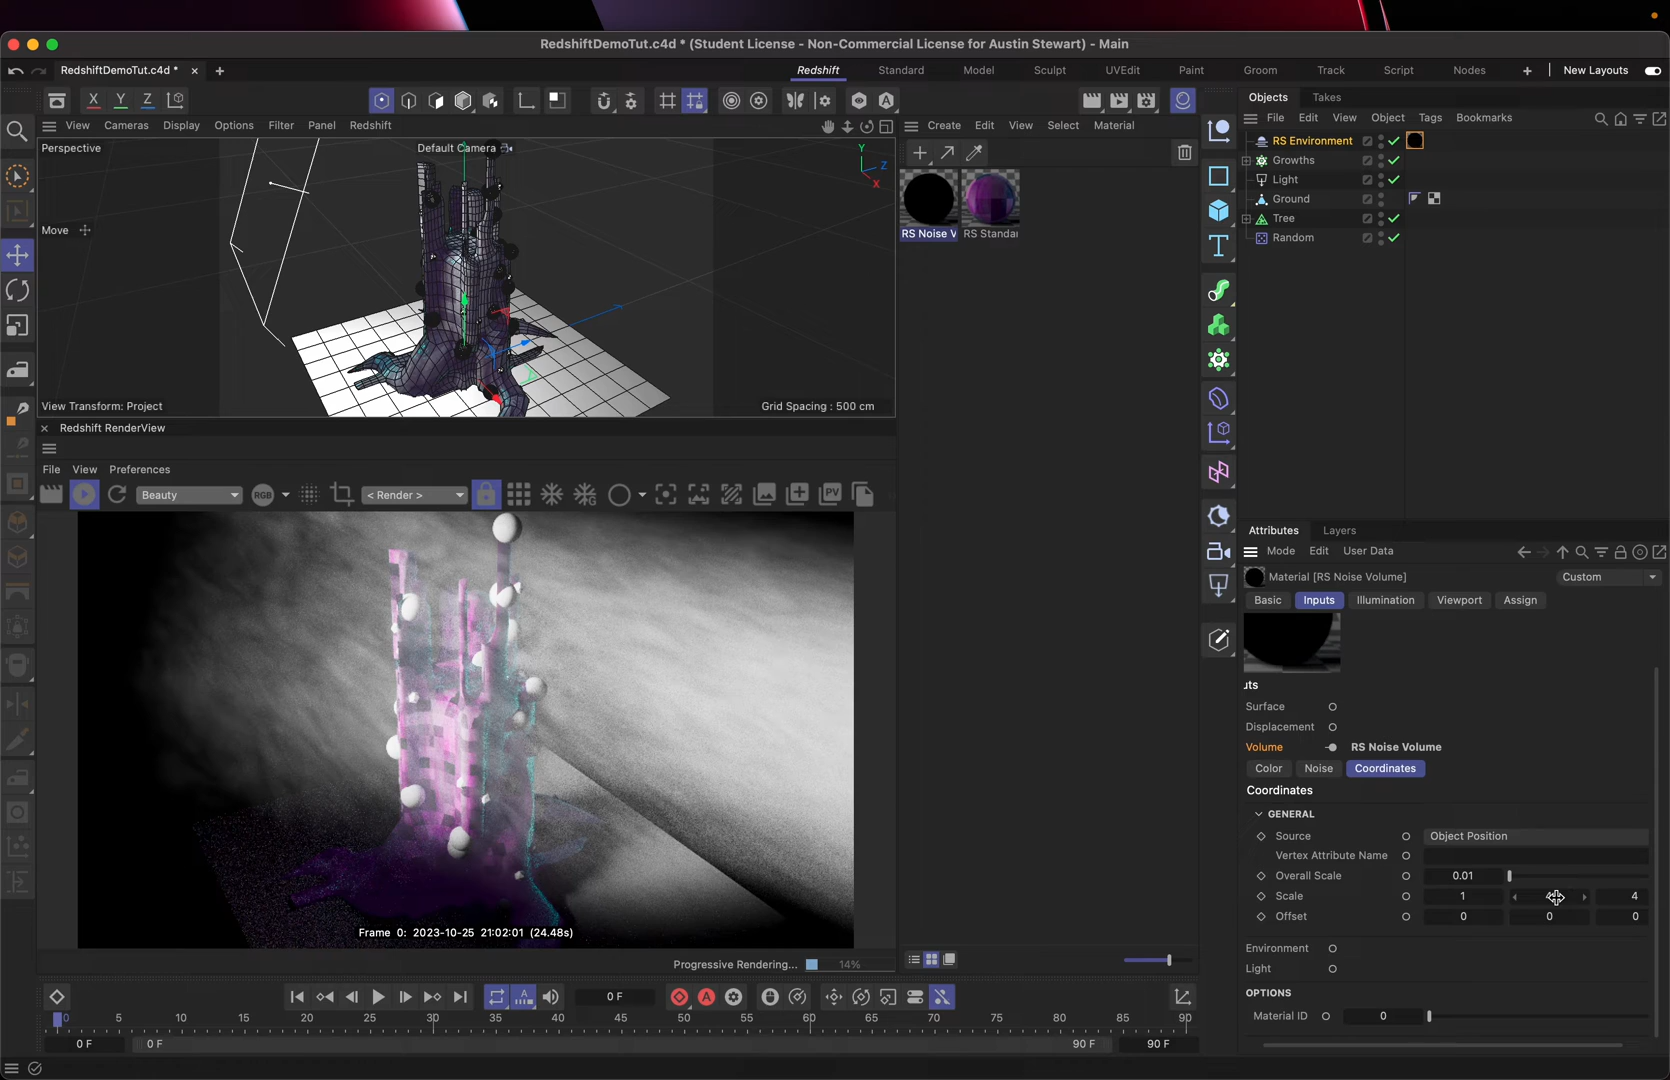 RedshiftDemoTut.c4d * (Student License - Non-Commercial License for Austin Stewart) - Main
RedshiftDemoTut.c4d * × + Redshift Standard Model Sculpt UVEdit Paint Groom Track Script Nodes + New Layouts
X Y Z
Objects Takes
View Cameras Display Options Filter Panel Redshift
Create Edit View Select Material
File Edit View Object Tags Bookmarks
Perspective
Default Camera
Y
Z
X
Move
View Transform: Project
Grid Spacing : 500 cm
RS Noise V
RS Standar
RS Environment
Growths
Light
Ground
Tree
Random
× Redshift RenderView
File View Preferences
Beauty RGB < Render > PV
Frame 0: 2023-10-25 21:02:01 (24.48s)
Progressive Rendering... 14%
Attributes Layers
Mode Edit User Data
Material [RS Noise Volume] Custom
Basic Inputs Illumination Viewport Assign
uts
Surface
Displacement
Volume RS Noise Volume
Color Noise Coordinates
Coordinates
GENERAL
Source Object Position
Vertex Attribute Name
Overall Scale 0.01
Scale 1 4
Offset 0 0 0
Environment
Light
OPTIONS
Material ID 0
0 F
0 5 10 15 20 25 30 35 40 45 50 55 60 65 70 75 80 85 90
0 F 0 F 90 F 90 F